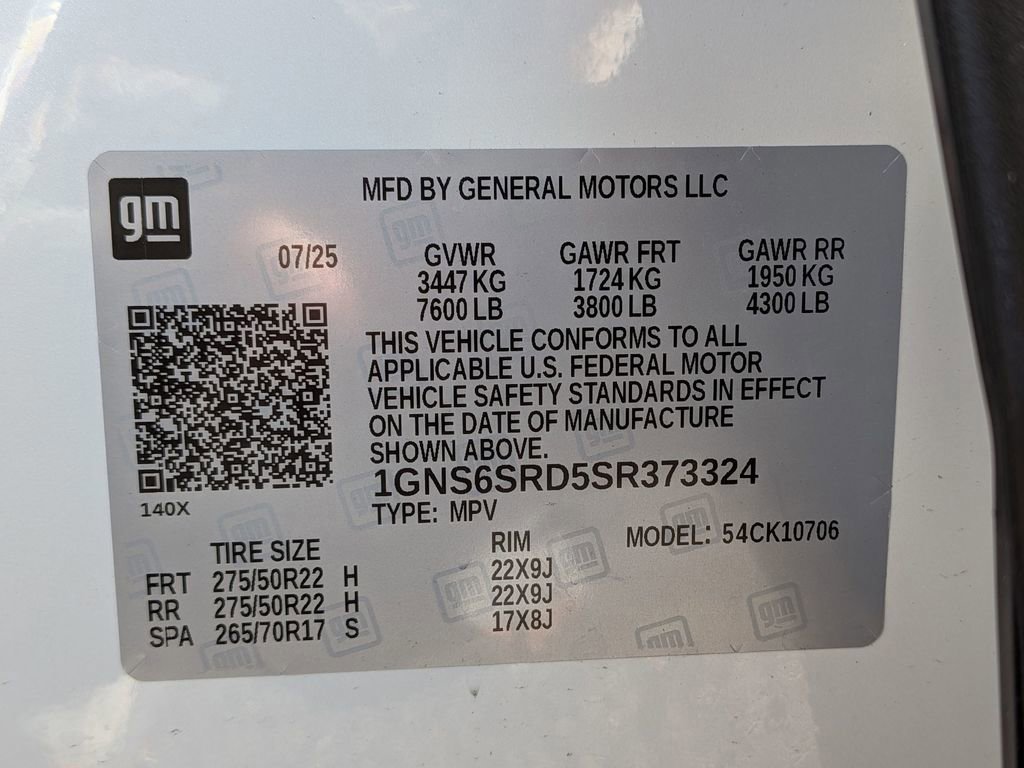 gm
MFD BY GENERAL MOTORS LLC
07/25 GVWR GAWR FRT GAWR RR
3447 KG 1724 KG 1950 KG
7600 LB 3800 LB 4300 LB
THIS VEHICLE CONFORMS TO ALL
APPLICABLE U.S. FEDERAL MOTOR
VEHICLE SAFETY STANDARDS IN EFFECT
ON THE DATE OF MANUFACTURE
SHOWN ABOVE.
1GNS6SRD5SR373324
140X
TYPE: MPV
MODEL: 54CK10706
TIRE SIZE RIM
FRT 275/50R22 H 22X9J
RR 275/50R22 H 22X9J
SPA 265/70R17 S 17X8J